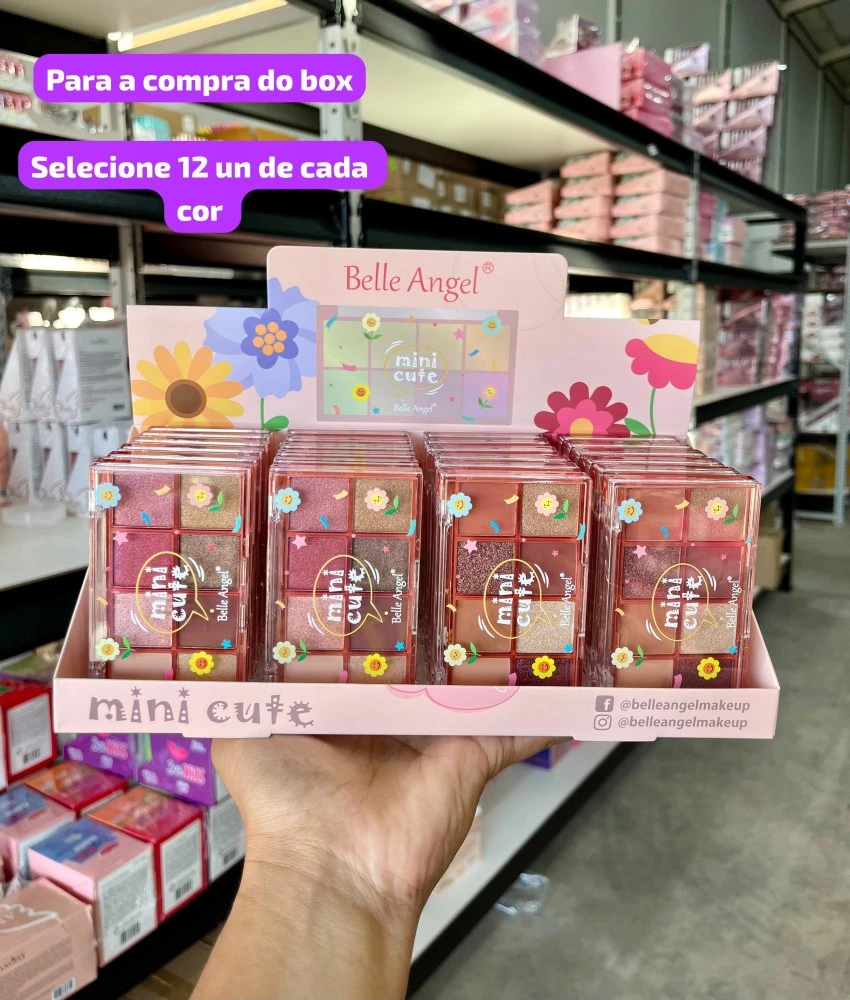 Para a compra do box
Selecione 12 un de cada
cor
Belle Angel®
mini
cute
Belle Angel®
mini
cute
Belle Angel®
mini
cute
Belle Angel®
mini
cute
Belle Angel®
mini
cute
Belle Angel®
mini cute
@belleangelmakeup
@belleangelmakeup